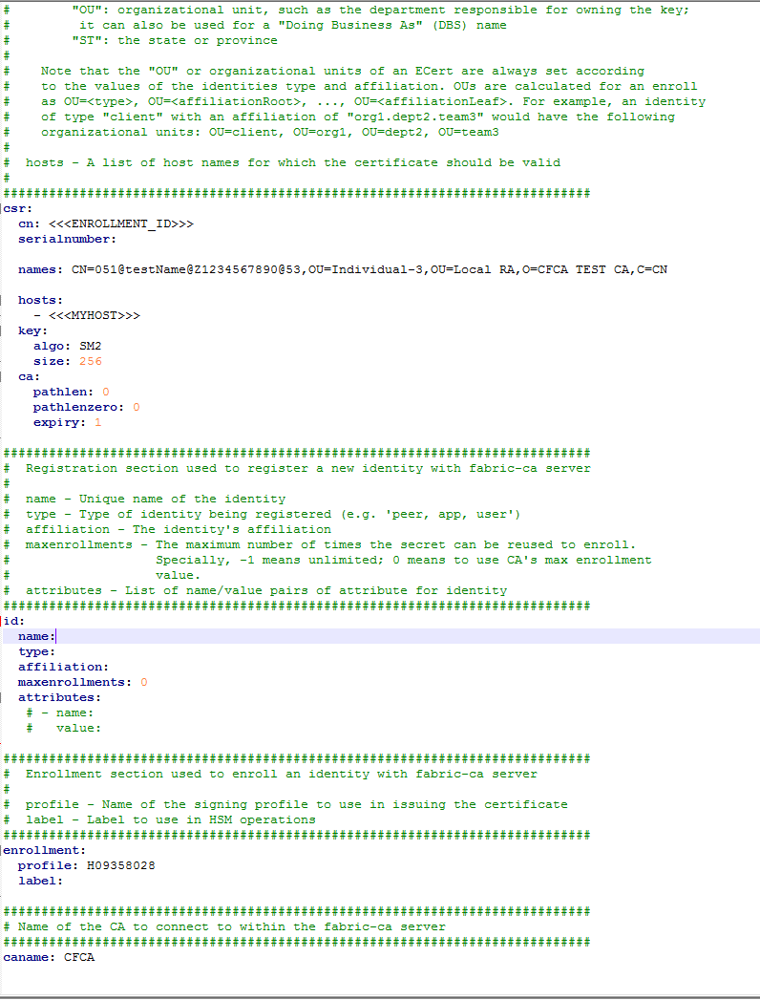 #        "OU": organizational unit, such as the department responsible for owning the key;
#         it can also be used for a "Doing Business As" (DBS) name
#        "ST": the state or province
#
#    Note that the "OU" or organizational units of an ECert are always set according
#    to the values of the identities type and affiliation. OUs are calculated for an enroll
#    as OU=<type>, OU=<affiliationRoot>, ..., OU=<affiliationLeaf>. For example, an identity
#    of type "client" with an affiliation of "org1.dept2.team3" would have the following
#    organizational units: OU=client, OU=org1, OU=dept2, OU=team3
#
#  hosts - A list of host names for which the certificate should be valid
#
#############################################################################
csr:
  cn: <<<ENROLLMENT_ID>>>
  serialnumber:

  names: CN=051@testName@Z1234567890@53,OU=Individual-3,OU=Local RA,O=CFCA TEST CA,C=CN

  hosts:
    - <<<MYHOST>>>
  key:
    algo: SM2
    size: 256
  ca:
    pathlen: 0
    pathlenzero: 0
    expiry: 1

#############################################################################
#  Registration section used to register a new identity with fabric-ca server
#
#  name - Unique name of the identity
#  type - Type of identity being registered (e.g. 'peer, app, user')
#  affiliation - The identity's affiliation
#  maxenrollments - The maximum number of times the secret can be reused to enroll.
#                   Specially, -1 means unlimited; 0 means to use CA's max enrollment
#                   value.
#  attributes - List of name/value pairs of attribute for identity
#############################################################################
id:
  name:
  type:
  affiliation:
  maxenrollments: 0
  attributes:
   # - name:
   #   value:

#############################################################################
#  Enrollment section used to enroll an identity with fabric-ca server
#
#  profile - Name of the signing profile to use in issuing the certificate
#  label - Label to use in HSM operations
#############################################################################
enrollment:
  profile: H09358028
  label:

#############################################################################
# Name of the CA to connect to within the fabric-ca server
#############################################################################
caname: CFCA